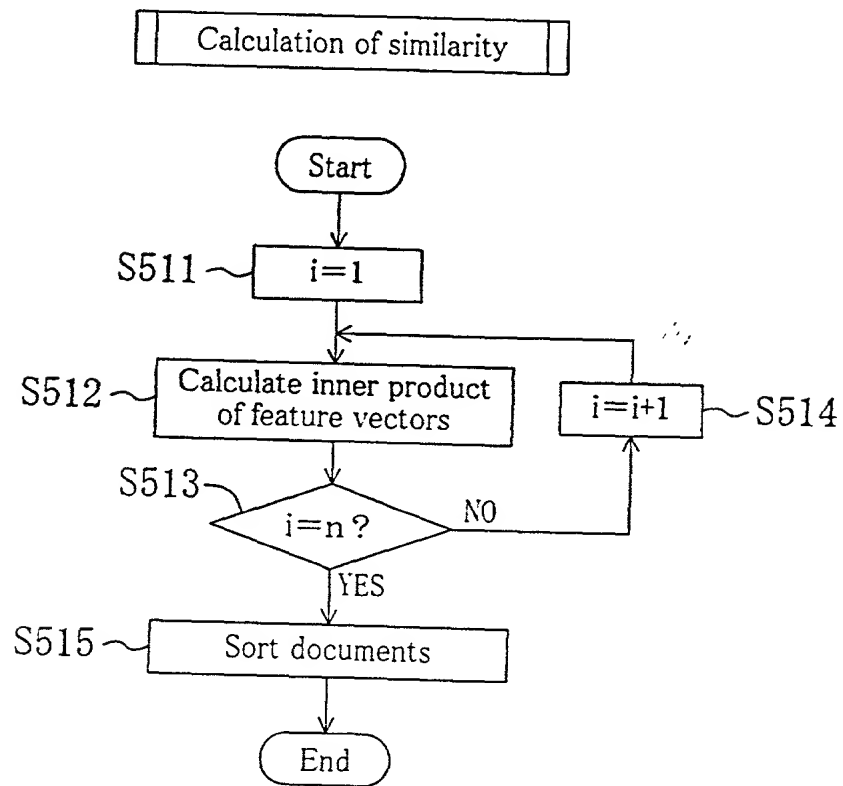 Calculation of similarity
Start
S511
i=1
S512
Calculate inner product
of feature vectors
i=i+1
S514
S513
i=n?
NO
YES
S515
Sort documents
End